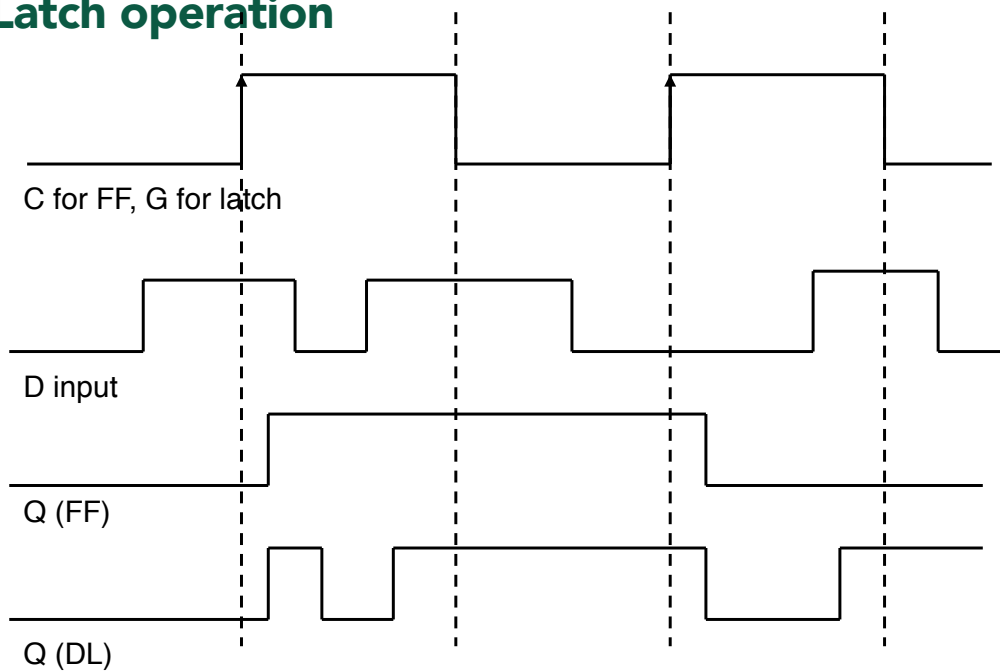 Latch operation
C for FF, G for latch
D input
Q (FF)
Q (DL)